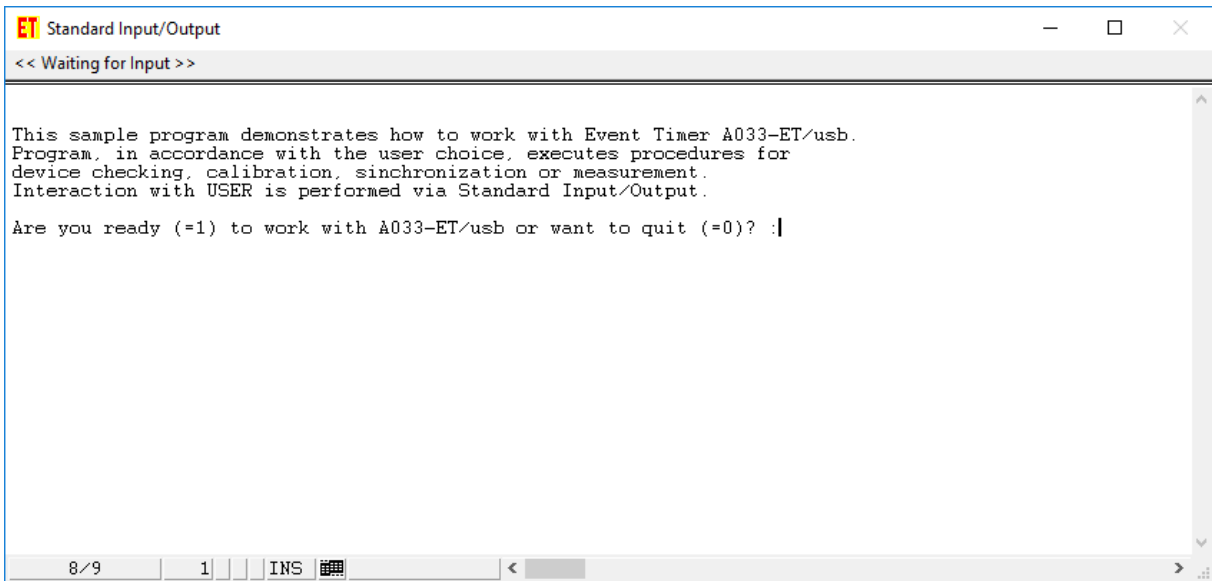 ET Standard Input/Output
<< Waiting for Input >>
This sample program demonstrates how to work with Event Timer A033-ET/usb.
Program, in accordance with the user choice, executes procedures for
device checking, calibration, sinchronization or measurement.
Interaction with USER is performed via Standard Input/Output.
Are you ready (=1) to work with A033-ET/usb or want to quit (=0)? :
8/9 1 INS